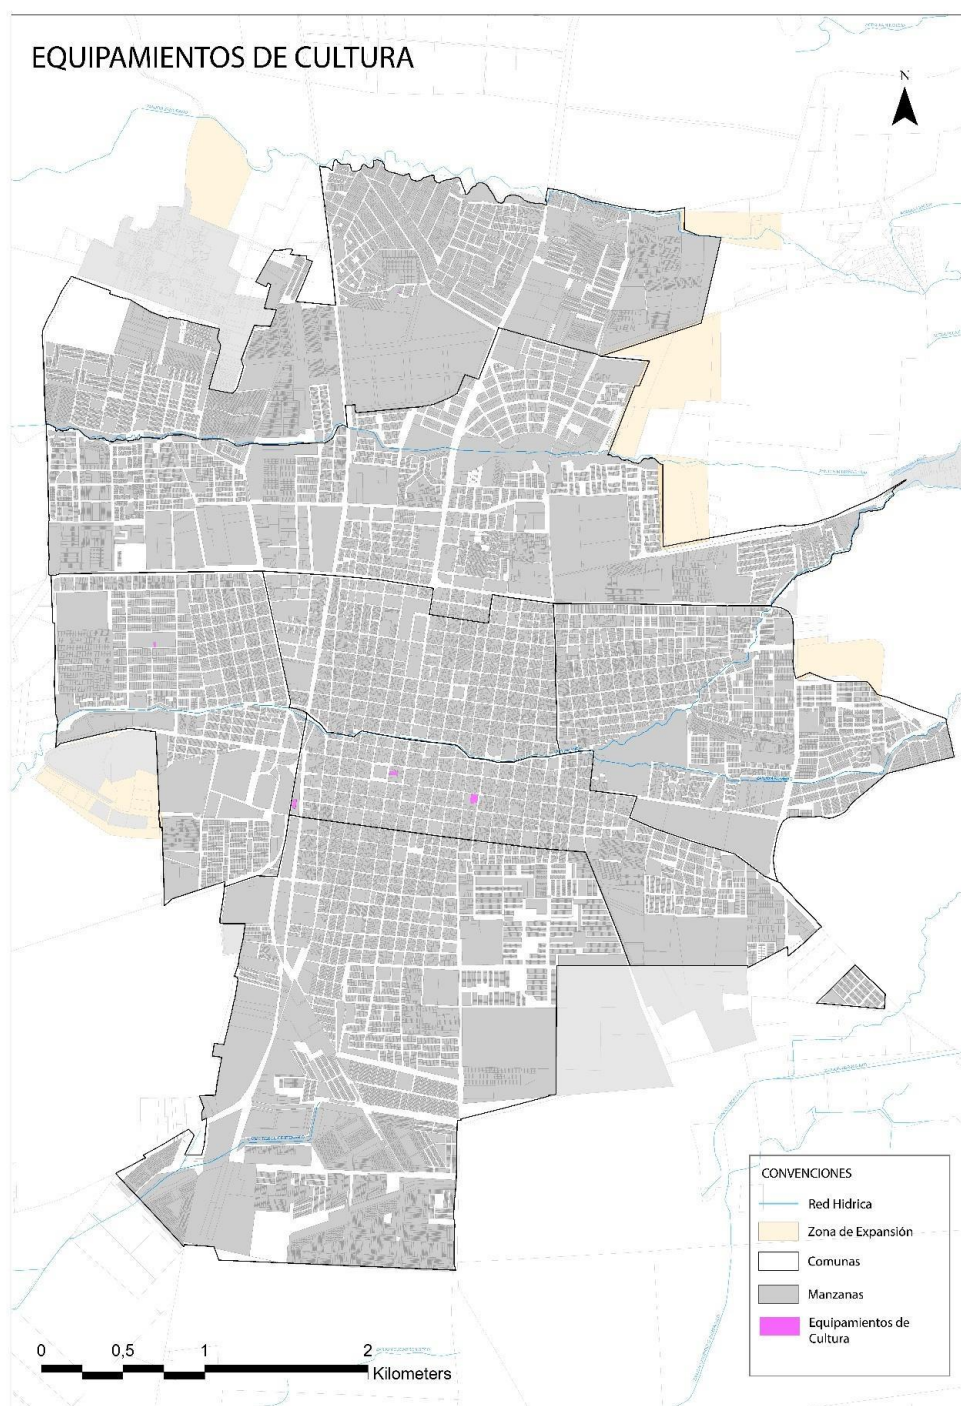 EQUIPAMIENTOS DE CULTURA
N
CONVENCIONES
Red Hidrica
Zona de Expansión
Comunas
Manzanas
Equipamientos de
Cultura
0 0,5 1 2
Kilometers